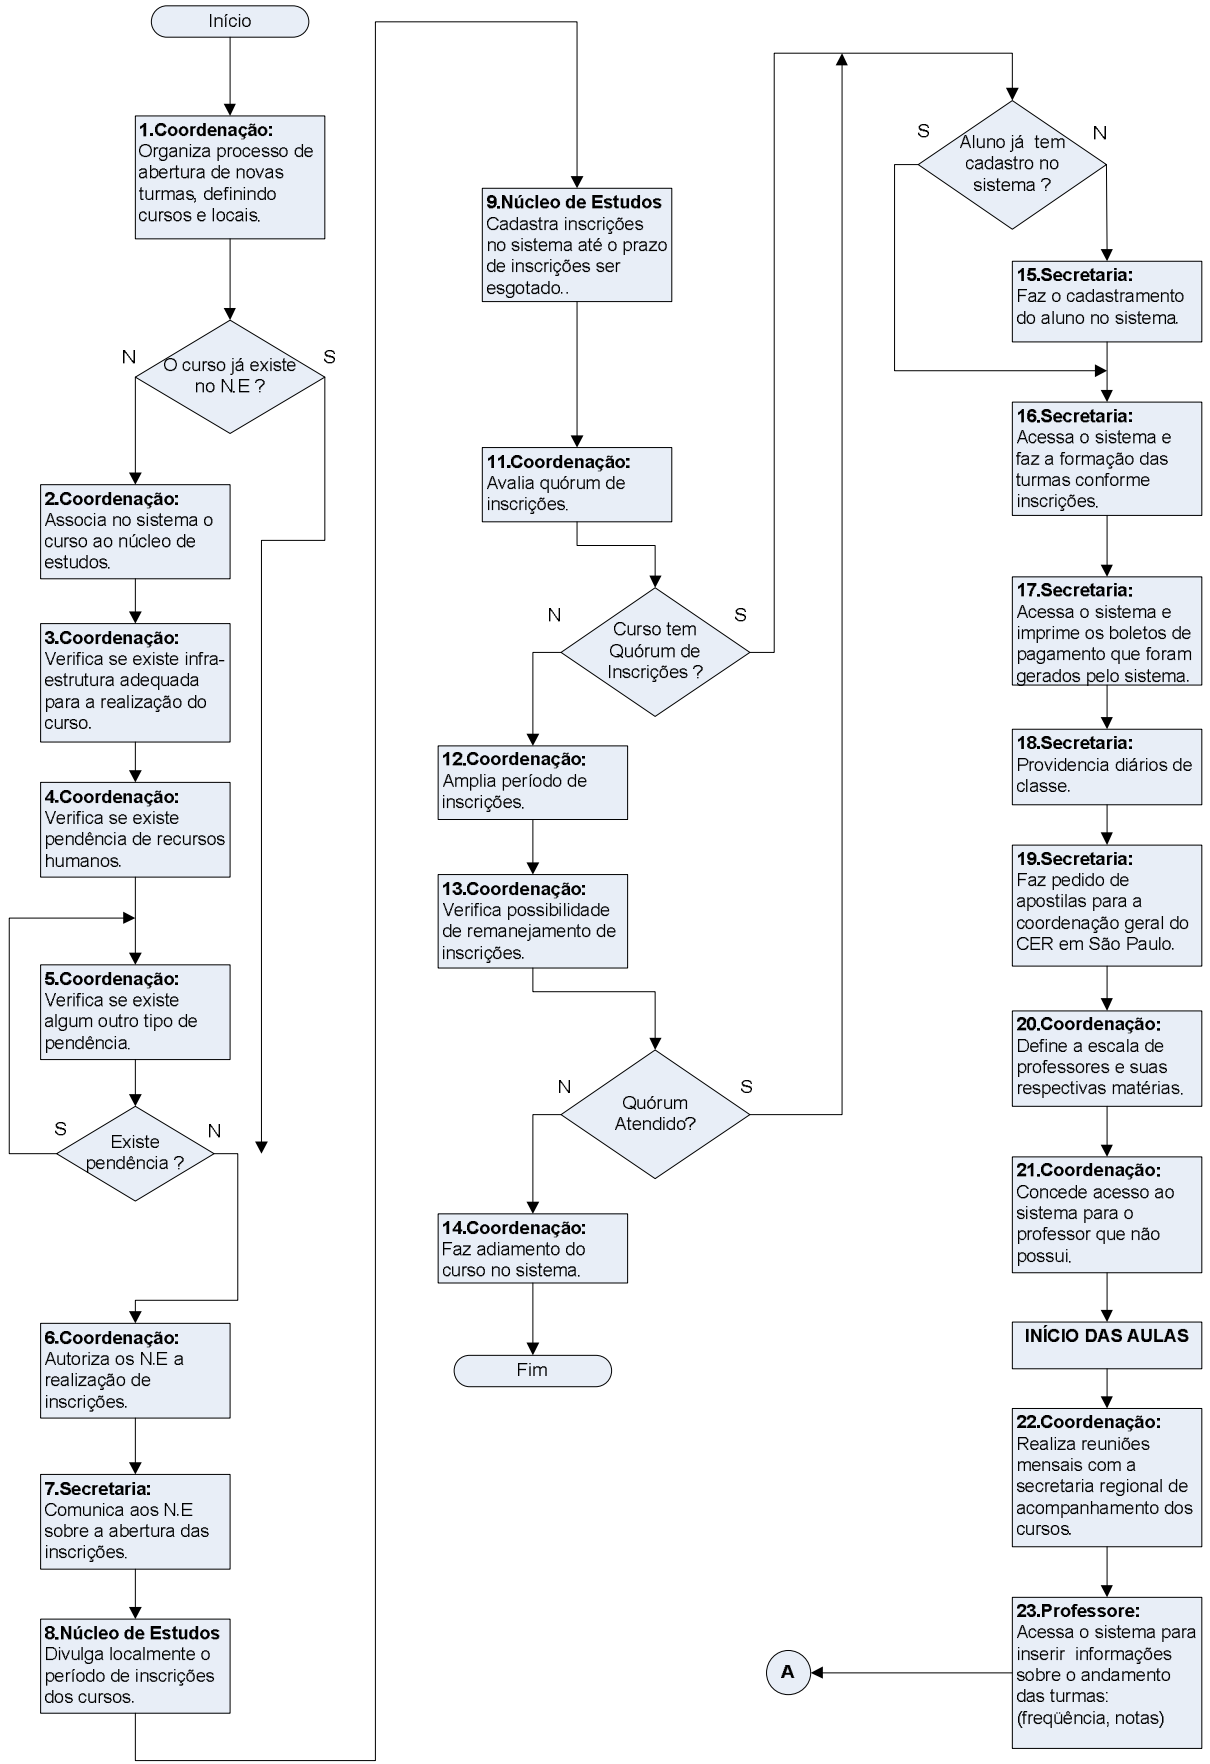 Início
1.Coordenação:
Organiza processo de
abertura de novas
turmas, definindo
cursos e locais.
N
S
O curso já existe
no N.E ?
2.Coordenação:
Associa no sistema o
curso ao núcleo de
estudos.
3.Coordenação:
Verifica se existe infra-
estrutura adequada
para a realização do
curso.
4.Coordenação:
Verifica se existe
pendência de recursos
humanos.
5.Coordenação:
Verifica se existe
algum outro tipo de
pendência.
S
N
Existe
pendência ?
6.Coordenação:
Autoriza os N.E a
realização de
inscrições.
7.Secretaria:
Comunica aos N.E
sobre a abertura das
inscrições.
8.Núcleo de Estudos
Divulga localmente o
período de inscrições
dos cursos.
9.Núcleo de Estudos
Cadastra inscrições
no sistema até o prazo
de inscrições ser
esgotado..
11.Coordenação:
Avalia quórum de
inscrições.
N
S
Curso tem
Quórum de
Inscrições ?
12.Coordenação:
Amplia período de
inscrições.
13.Coordenação:
Verifica possibilidade
de remanejamento de
inscrições.
N
S
Quórum
Atendido?
14.Coordenação:
Faz adiamento do
curso no sistema.
Fim
S
N
Aluno já  tem
cadastro no
sistema ?
15.Secretaria:
Faz o cadastramento
do aluno no sistema.
16.Secretaria:
Acessa o sistema e
faz a formação das
turmas conforme
inscrições.
17.Secretaria:
Acessa o sistema e
imprime os boletos de
pagamento que foram
gerados pelo sistema.
18.Secretaria:
Providencia diários de
classe.
19.Secretaria:
Faz pedido de
apostilas para a
coordenação geral do
CER em São Paulo.
20.Coordenação:
Define a escala de
professores e suas
respectivas matérias.
21.Coordenação:
Concede acesso ao
sistema para o
professor que não
possui.
INÍCIO DAS AULAS
22.Coordenação:
Realiza reuniões
mensais com a
secretaria regional de
acompanhamento dos
cursos.
23.Professore:
Acessa o sistema para
inserir  informações
sobre o andamento
das turmas:
(freqüência, notas)
A